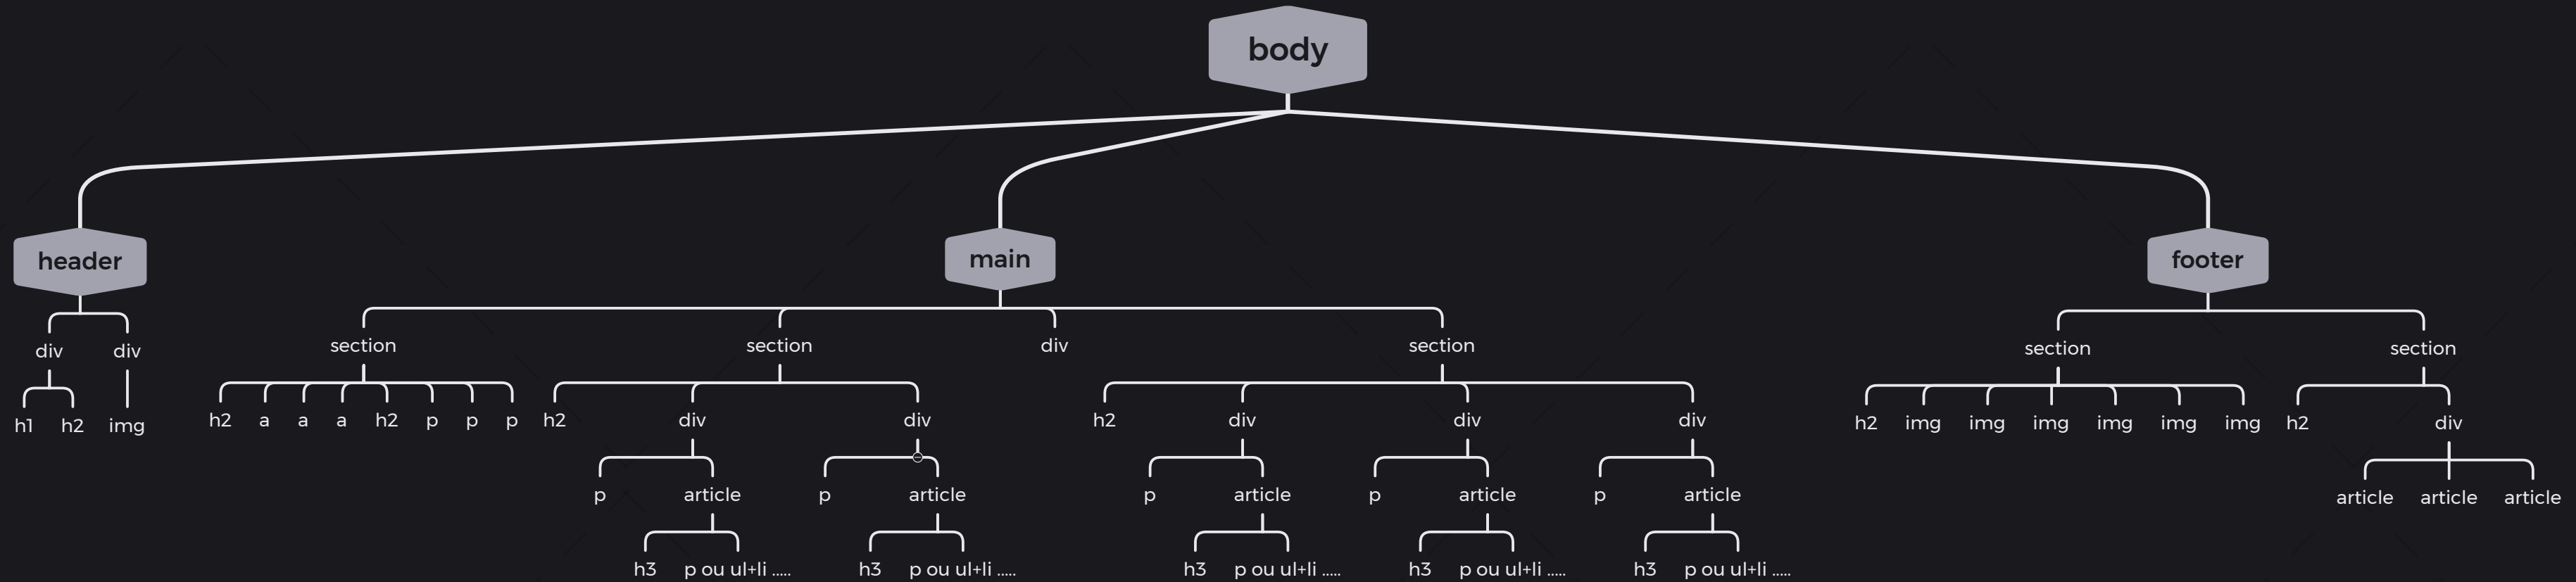 body
header main footer
div div section section div section section section
h1 h2 img h2 a a a h2 p p p h2 div div h2 div div div h2 img img img img img img h2 div
p article p article p article p article p article article article article
h3 p ou ul+li ..... h3 p ou ul+li ..... h3 p ou ul+li ..... h3 p ou ul+li ..... h3 p ou ul+li .....